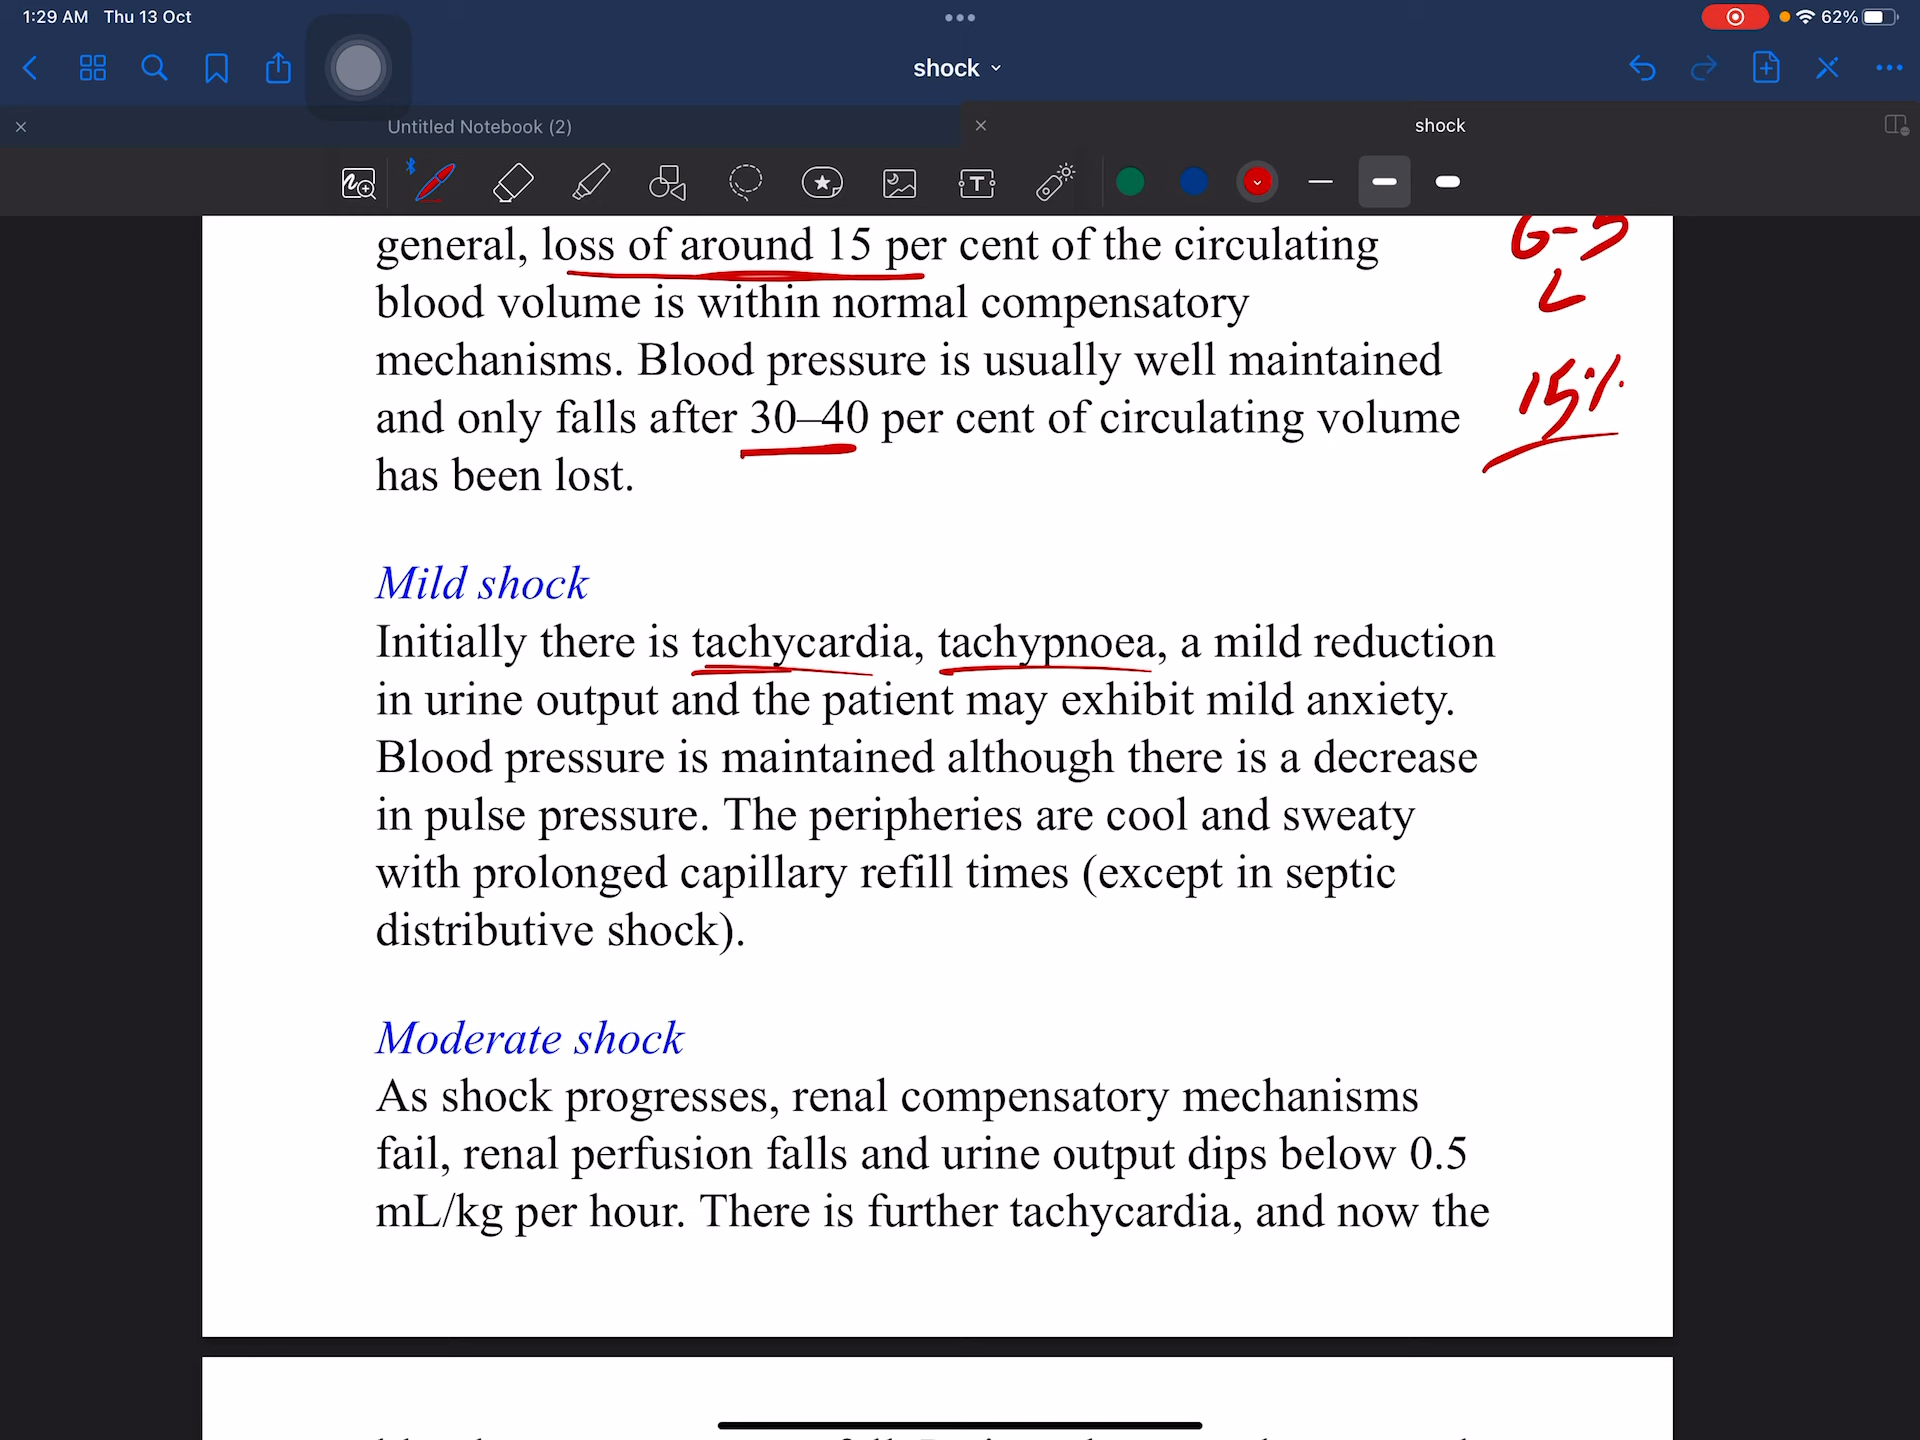 1:29 AM Thu 13 Oct
62%
shock
Untitled Notebook (2)
shock
general, loss of around 15 per cent of the circulating
blood volume is within normal compensatory
mechanisms. Blood pressure is usually well maintained
and only falls after 30–40 per cent of circulating volume
has been lost.
15%
Mild shock
Initially there is tachycardia, tachypnoea, a mild reduction
in urine output and the patient may exhibit mild anxiety.
Blood pressure is maintained although there is a decrease
in pulse pressure. The peripheries are cool and sweaty
with prolonged capillary refill times (except in septic
distributive shock).
Moderate shock
As shock progresses, renal compensatory mechanisms
fail, renal perfusion falls and urine output dips below 0.5
mL/kg per hour. There is further tachycardia, and now the